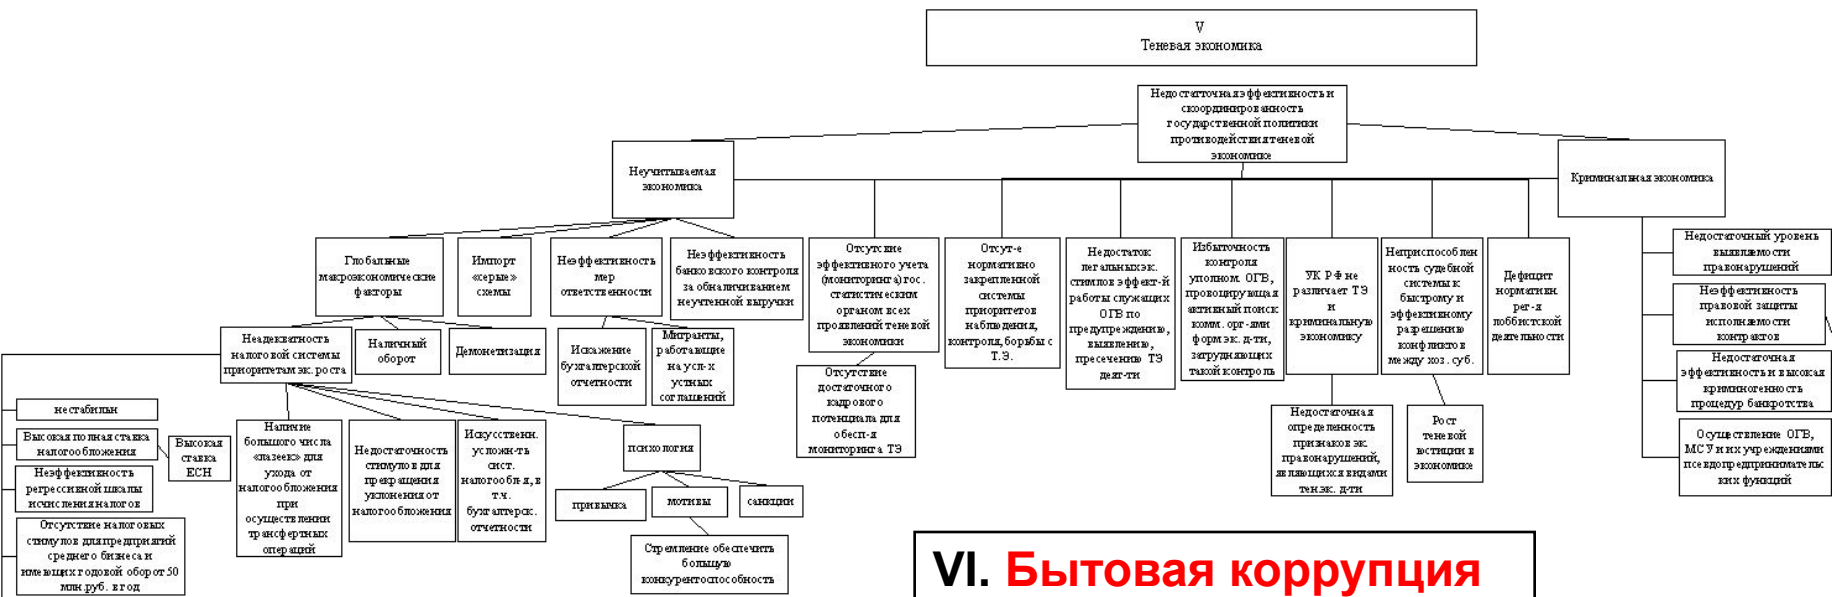 V
Теневая экономика
Недостатточная эффективность и
скоординированность
государственной политики
противодействия теневой
экономике
Неучитываемая
экономика
Криминальная экономика
Глобальные
макроэкономические
факторы
Импорт
«серые»
схемы
Неэффективность
мер
ответственности
Неэффективность
банковского контроля
за обналичиванием
неучтенной выручки
Отсутсвие
эффективного учета
(мониторинга) гос.
статистическим
органом всех
проявлений теневой
экономики
Отсут-е
нормативно
закрепленной
системы
приоритетов
наблюдения,
контроля, борьбы с
Т.Э.
Недостаток
легальных эк.
стимлов эффект-й
работы служащих
ОГВ по
предупреждению,
выявлению,
пресечению ТЭ
деят-ти
Избыточность
контроля
уполном. ОГВ,
провоцирующая
активный поиск
комм. орг-ями
форм эк. д-ти,
затрудняющих
такой контроль
УК РФ не
различает ТЭ
и
криминальную
экономику
Неприспособлен
ность судебной
системы к
быстрому и
эффективному
разрешению
конфликтов
между хоз. суб.
Дефицит
нормативн.
рег-я
лоббистской
деятельности
Недостаточный уровень
выявляемости
правонарушений
Неэффективность
правовой защиты
исполняемости
контрактов
Недостаточная
эффективность и высокая
криминогенность
процедур банкротства
Осуществление ОГВ,
МСУ и их учреждениями
псевдопредпринимательс
ких функций
Неадекватность
налоговой системы
приоритетам эк. роста
Наличный
оборот
Демонетизация
Искажение
бухгалтерской
отчетности
Мигранты,
работающие
на усл-х
устных
соглашений
Отсутствие
достаточного
кадрового
потенциала для
обесп-я
мониторинга ТЭ
Недостаточная
определенность
признаков эк.
правонарушений,
являющихся видами
тен.эк. д-ти
Рост
теневой
юстиции в
экономике
нестабильн
Высокая полная ставка
налогообложения
Высокая
ставка
ЕСН
Неэффективность
регрессивной шкалы
исчисления налогов
Отсутствие налоговых
стимулов для предприятий
среднего бизнеса и
имеющих годовой оборот 50
млн.руб. в год
Наличие
большого числа
«лазеек» для
ухода от
налогообложения
при
осуществлении
трансфертных
операций
Недостаточность
стимулов для
прекращения
уклонения от
налогообложения
Искусственн.
усложн-ть
сист.
налогообл-я, в
т.ч.
бухгалтерск.
отчетности
психология
привычка
мотивы
санкции
Стремление обеспечить
большую
конкурентоспособность
VI. Бытовая коррупция